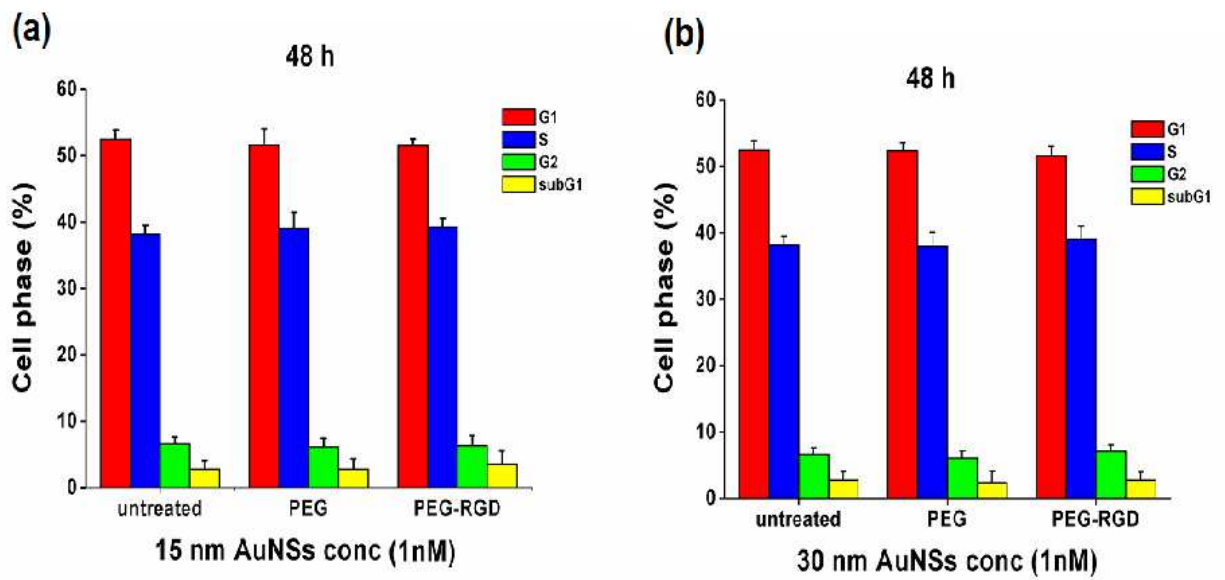 (a)
48 h
60
50
40
30
20
10
0
Cell phase (%)
G1
S
G2
subG1
untreated PEG PEG-RGD
15 nm AuNSs conc (1nM)
(b)
48 h
60
50
40
30
20
10
0
Cell phase (%)
G1
S
G2
subG1
untreated PEG PEG-RGD
30 nm AuNSs conc (1nM)